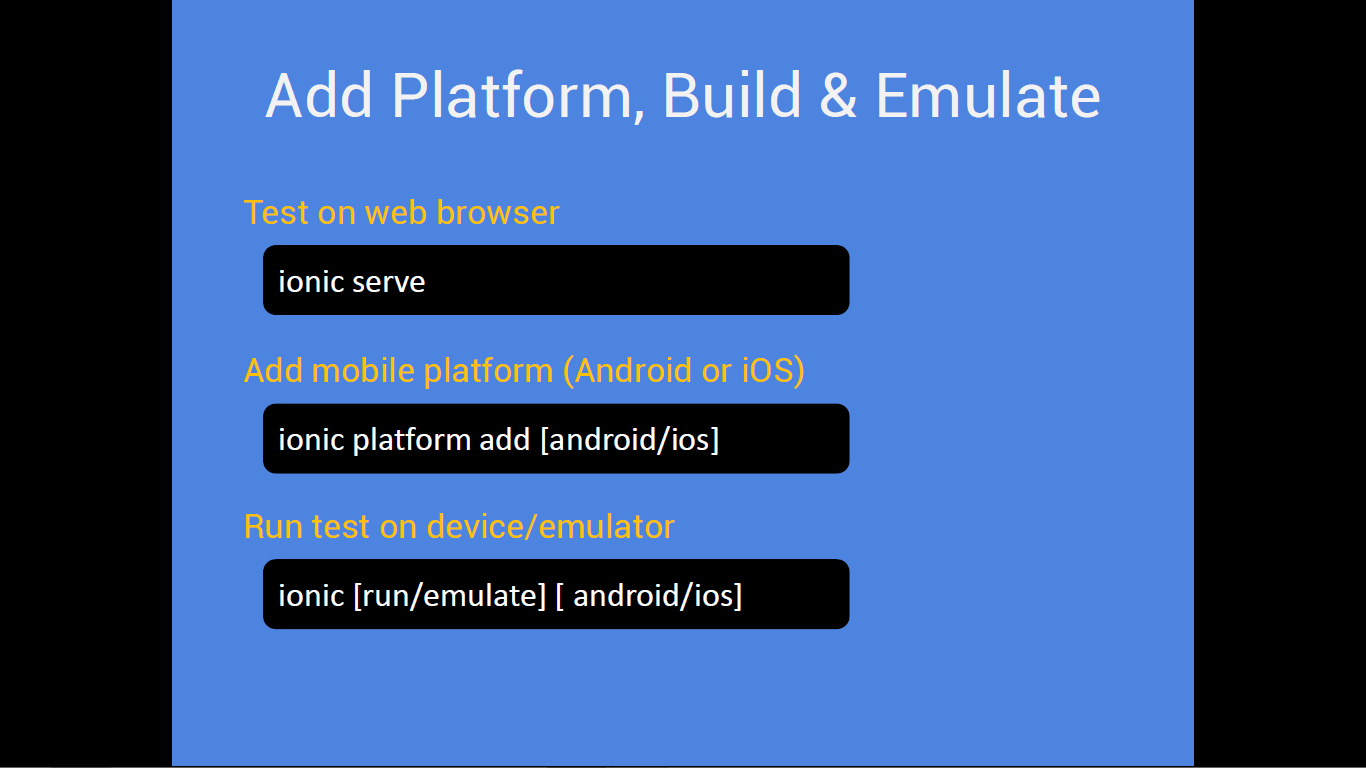 Add Platform, Build & Emulate
Test on web browser
ionic serve
Add mobile platform (Android or iOS)
ionic platform add [android/ios]
Run test on device/emulator
ionic [run/emulate] [ android/ios]